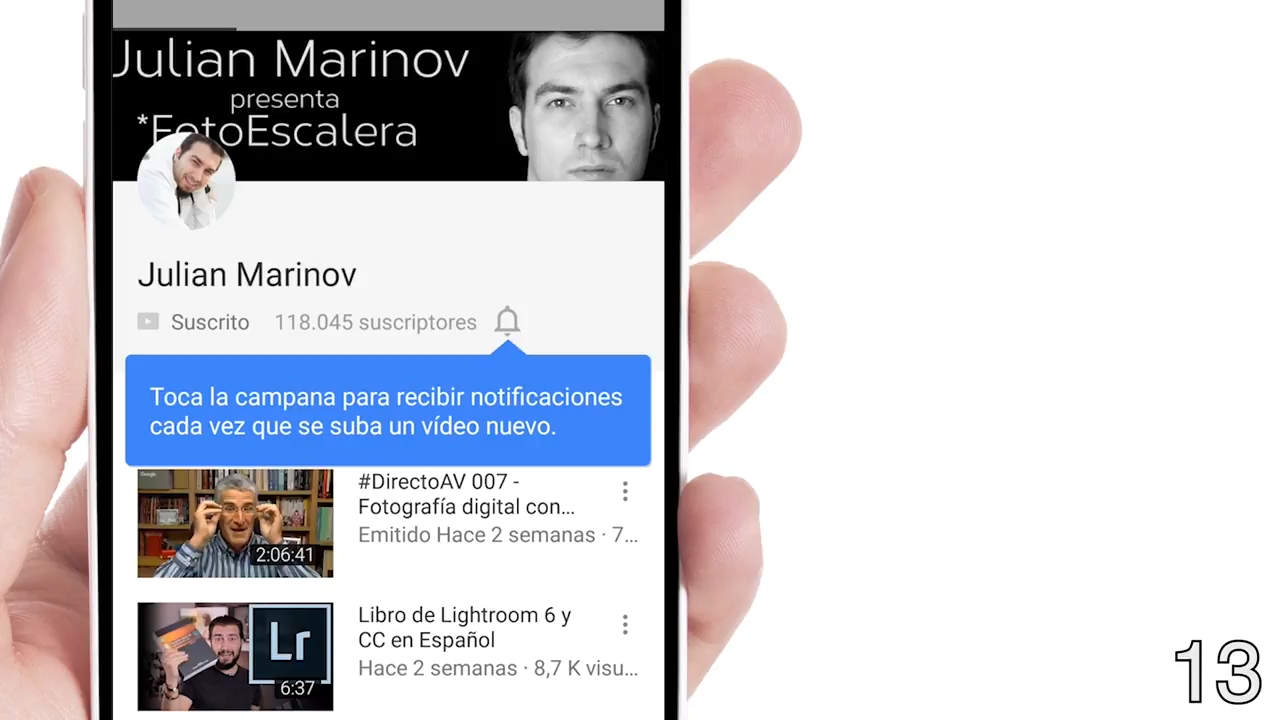 Julian Marinov
presenta
*FotoEscalera
Julian Marinov
Suscrito 118.045 suscriptores
Toca la campana para recibir notificaciones
cada vez que se suba un vídeo nuevo.
Google
#DirectoAV 007 -
Fotografía digital con...
Emitido Hace 2 semanas · 7...
2:06:41
Libro de Lightroom 6 y
CC en Español
Hace 2 semanas · 8,7 K visu...
Lr
6:37
13